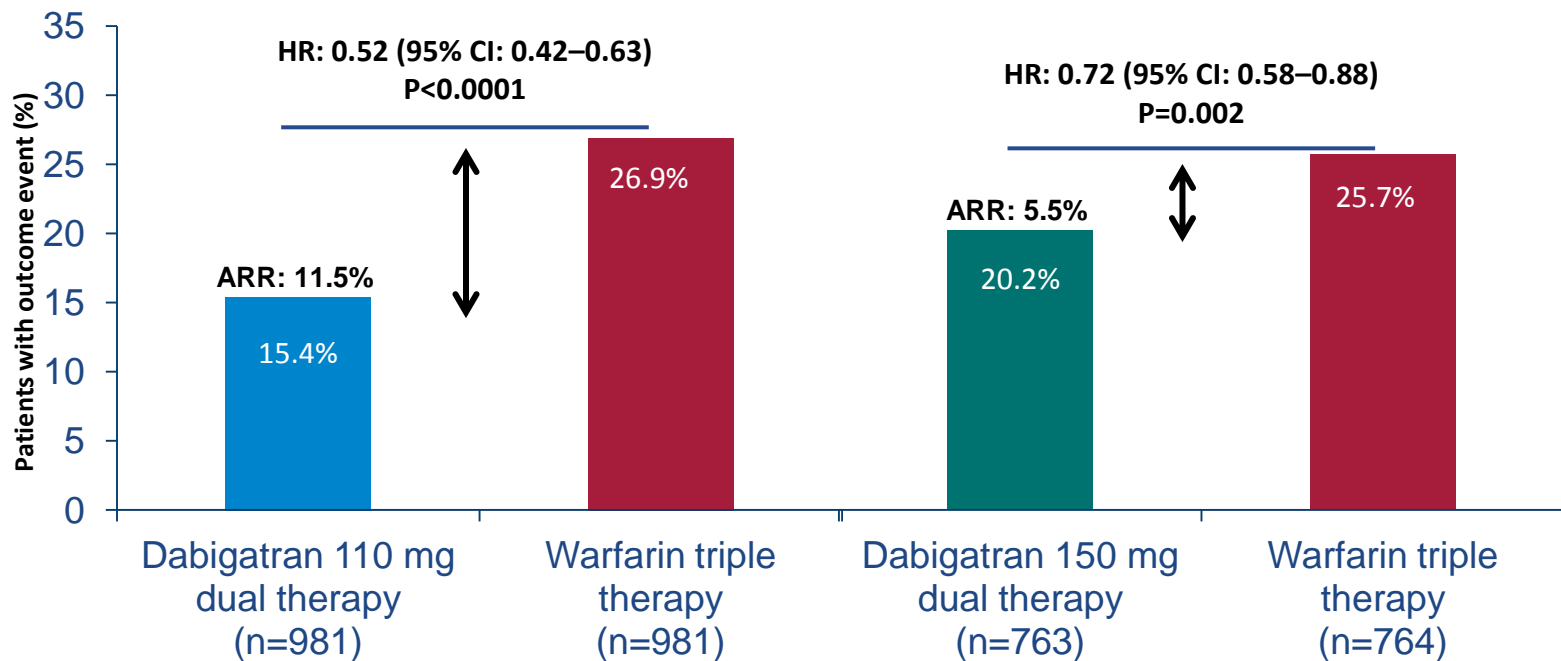 Patients with outcome event (%)
35
30
25
20
15
10
5
0
HR: 0.52 (95% CI: 0.42–0.63)
P<0.0001
ARR: 11.5%
15.4%
26.9%
HR: 0.72 (95% CI: 0.58–0.88)
P=0.002
ARR: 5.5%
20.2%
25.7%
Dabigatran 110 mg
dual therapy
(n=981)
Warfarin triple
therapy
(n=981)
Dabigatran 150 mg
dual therapy
(n=763)
Warfarin triple
therapy
(n=764)